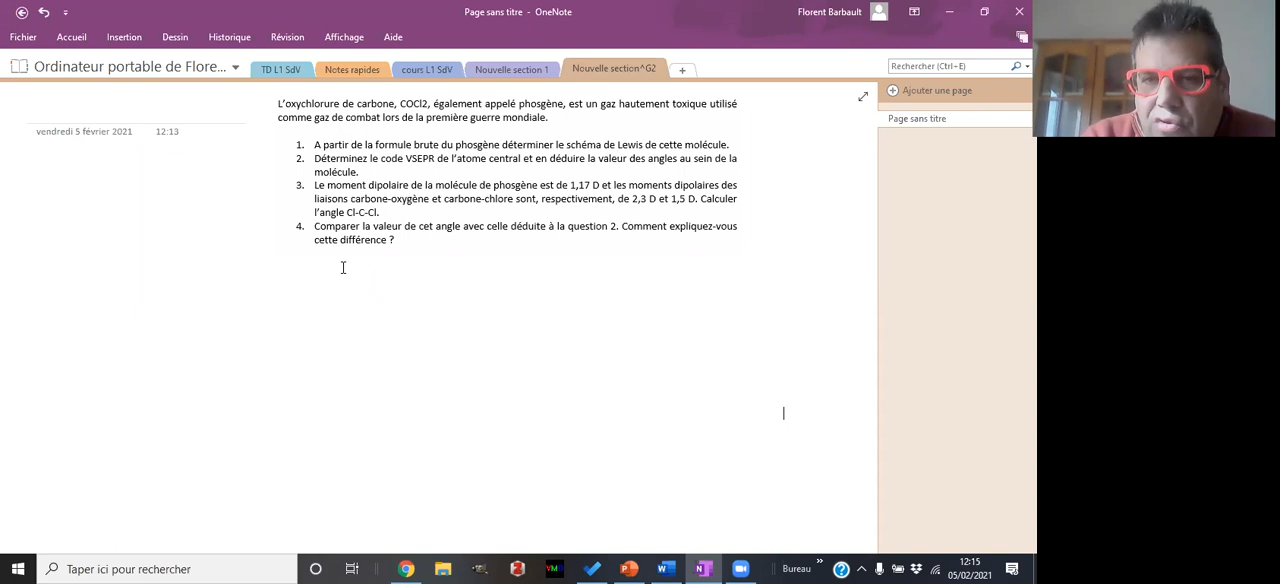 Page sans titre - OneNote
Florent Barbault
Fichier Accueil Insertion Dessin Historique Révision Affichage Aide
Ordinateur portable de Flore...
TD L1 SdV Notes rapides cours L1 SdV Nouvelle section 1 Nouvelle section^G2 +
Rechercher (Ctrl+E)
Ajouter une page
Page sans titre
vendredi 5 février 2021 12:13
L'oxychlorure de carbone, COCl2, également appelé phosgène, est un gaz hautement toxique utilisé
comme gaz de combat lors de la première guerre mondiale.
1. A partir de la formule brute du phosgène déterminer le schéma de Lewis de cette molécule.
2. Déterminez le code VSEPR de l'atome central et en déduire la valeur des angles au sein de la
molécule.
3. Le moment dipolaire de la molécule de phosgène est de 1,17 D et les moments dipolaires des
liaisons carbone-oxygène et carbone-chlore sont, respectivement, de 2,3 D et 1,5 D. Calculer
l'angle Cl-C-Cl.
4. Comparer la valeur de cet angle avec celle déduite à la question 2. Comment expliquez-vous
cette différence ?
Taper ici pour rechercher
YMD
Bureau
12:15
05/02/2021